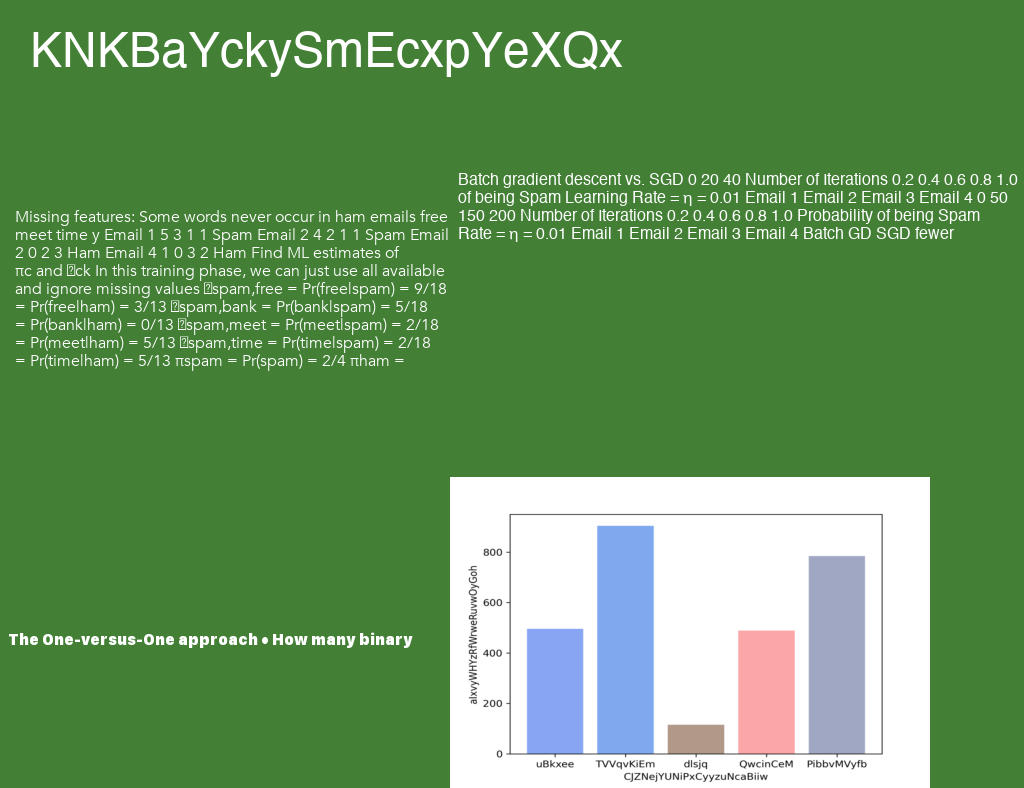 KNKBaYckySmEcxpYeXQx
Batch gradient descent vs. SGD 0 20 40 Number of Iterations 0.2 0.4 0.6 0.8 1.0
of being Spam Learning Rate = η = 0.01 Email 1 Email 2 Email 3 Email 4 0 50
150 200 Number of Iterations 0.2 0.4 0.6 0.8 1.0 Probability of being Spam
Rate = η = 0.01 Email 1 Email 2 Email 3 Email 4 Batch GD SGD fewer
Missing features: Some words never occur in ham emails free
meet time y Email 1 5 3 1 1 Spam Email 2 4 2 1 1 Spam Email
2 0 2 3 Ham Email 4 1 0 3 2 Ham Find ML estimates of
πc and ck In this training phase, we can just use all available
and ignore missing values spam,free = Pr(free|spam) = 9/18
= Pr(free|ham) = 3/13 spam,bank = Pr(bank|spam) = 5/18
= Pr(bank|ham) = 0/13 spam,meet = Pr(meet|spam) = 2/18
= Pr(meet|ham) = 5/13 spam,time = Pr(time|spam) = 2/18
= Pr(time|ham) = 5/13 πspam = Pr(spam) = 2/4 πham =
The One-versus-One approach • How many binary
800
600
400
200
0
aIxvyWHYzRfWrweRuvwOyGoh
uBkxee TVVqvKiEm dlsjq QwcinCeM PibbvMVyfb
CJZNejYUNiPxCyyzuNcaBiiw